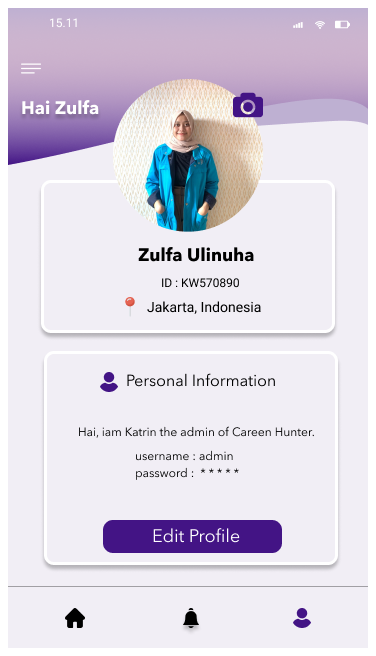 15.11
Hai Zulfa
Zulfa Ulinuha
ID : KW570890
Jakarta, Indonesia
Personal Information
Hai, iam Katrin the admin of Careen Hunter.
username : admin
password : * * * * *
Edit Profile